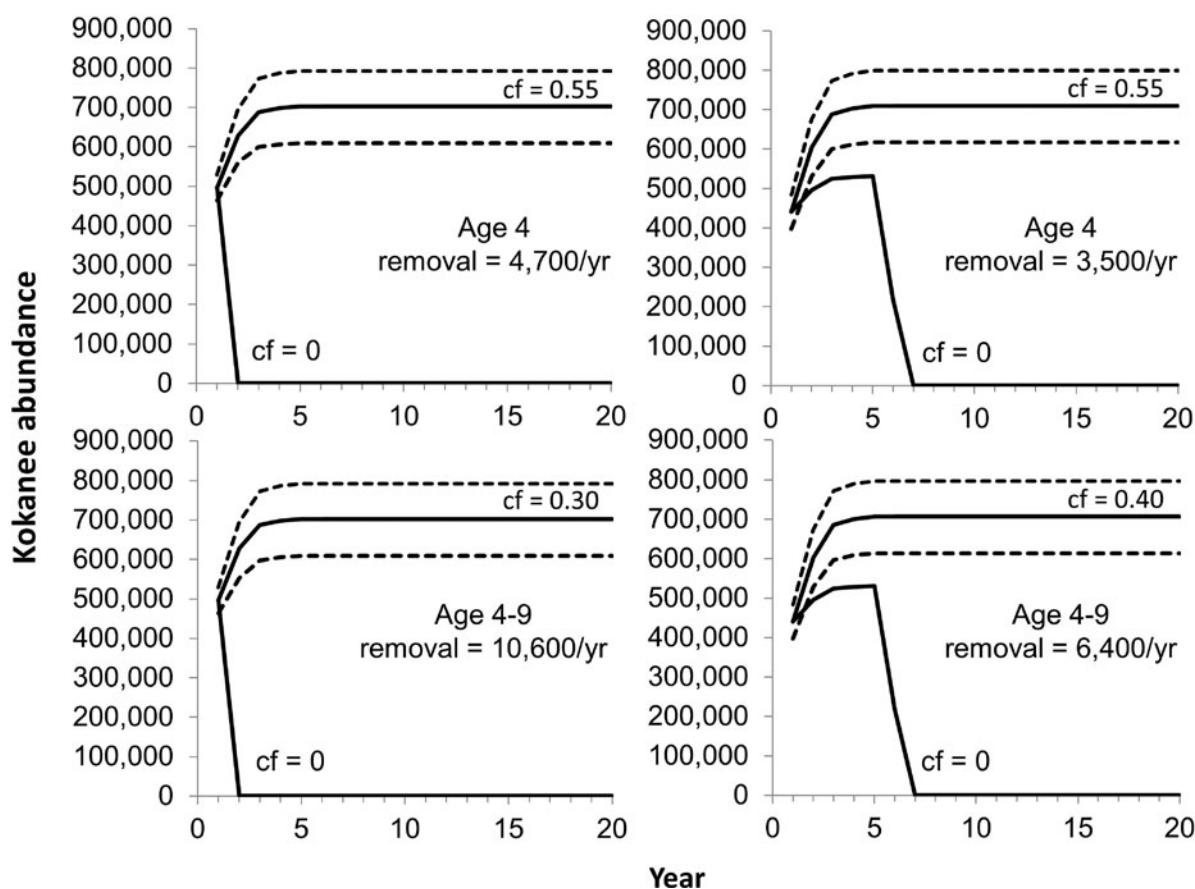 Kokanee abundance
900,000
800,000
700,000
600,000
500,000
400,000
300,000
200,000
100,000
0
cf = 0.55
Age 4
removal = 4,700/yr
cf = 0
0 5 10 15 20
900,000
800,000
700,000
600,000
500,000
400,000
300,000
200,000
100,000
0
cf = 0.55
Age 4
removal = 3,500/yr
cf = 0
0 5 10 15 20
900,000
800,000
700,000
600,000
500,000
400,000
300,000
200,000
100,000
0
cf = 0.30
Age 4-9
removal = 10,600/yr
cf = 0
0 5 10 15 20
900,000
800,000
700,000
600,000
500,000
400,000
300,000
200,000
100,000
0
cf = 0.40
Age 4-9
removal = 6,400/yr
cf = 0
0 5 10 15 20
Year